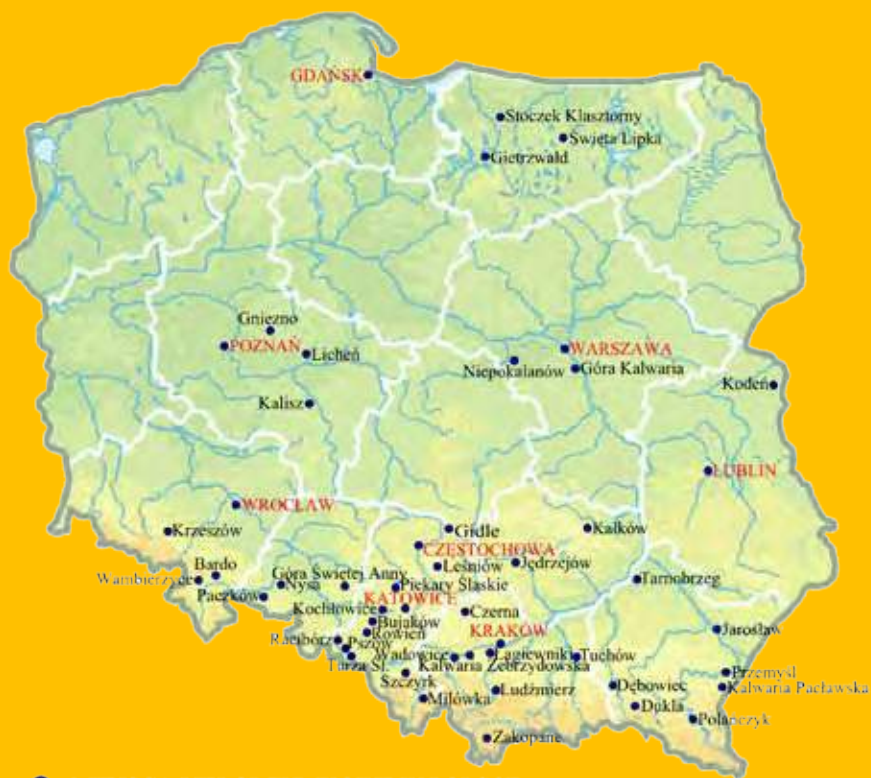 GDAŃSK
Stoczek Klasztorny
Święta Lipka
Gietrzwałd
Gniezno
POZNAŃ
Licheń
WARSZAWA
Niepokalanów
Góra Kalwaria
Kodeń
Kalisz
LUBLIN
WROCŁAW
Krzeszów
Gidle
Kałków
CZĘSTOCHOWA
Leśniów
Jędrzejów
Bardo
Wambierzyce
Góra Świętej Anny
Nysa
Piekary Śląskie
Tarnobrzeg
Paczków
KATOWICE
Kochłowice
Czerna
Bujaków
Rowień
KRAKÓW
Jarosław
Racibórz
Pszów
Wadowice
Łagiewniki
Tuchów
Turza Śl.
Kalwaria Zebrzydowska
Szczyrk
Przemyśl
Milówka
Ludźmierz
Dębowiec
Kalwaria Pacławska
Dukla
Polańczyk
Zakopane